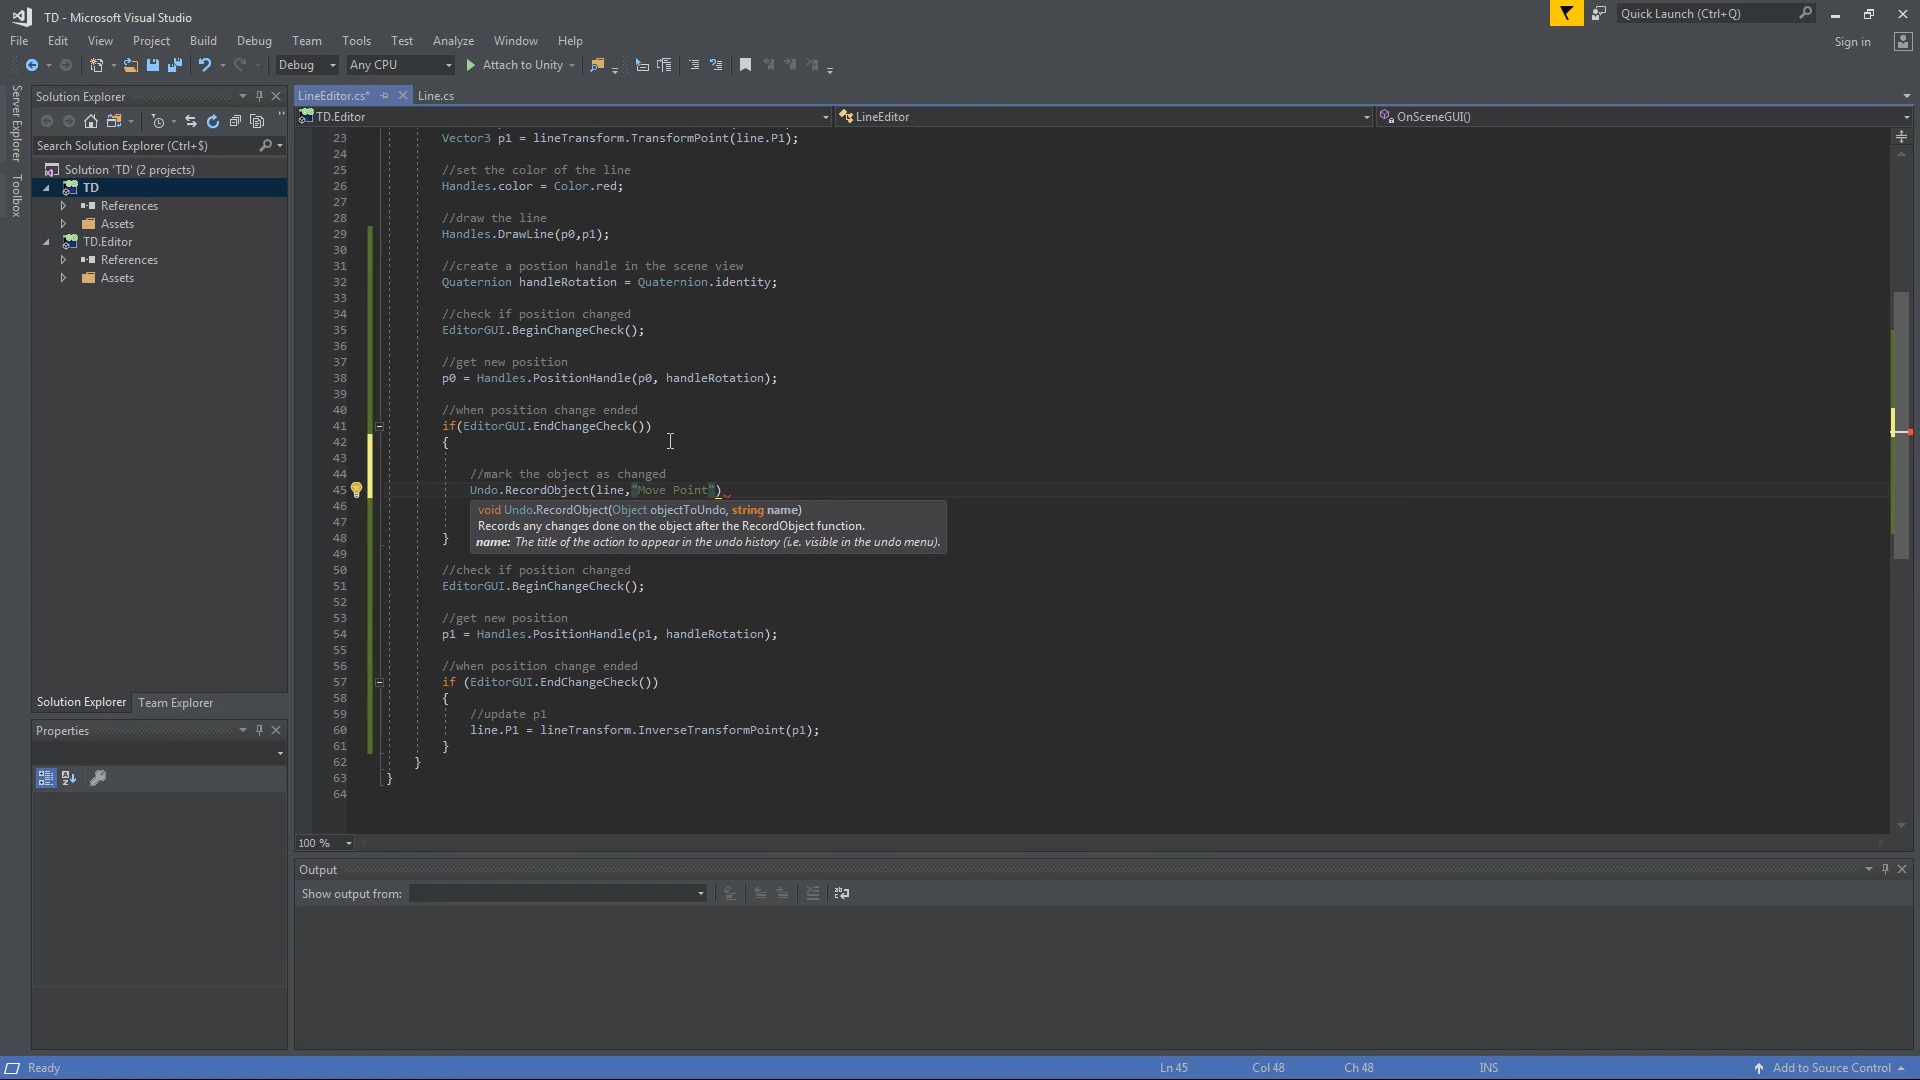 TD - Microsoft Visual Studio
Quick Launch (Ctrl+Q)
File Edit View Project Build Debug Team Tools Test Analyze Window Help
Sign in
Debug Any CPU Attach to Unity
Server Explorer
Toolbox
Solution Explorer
Search Solution Explorer (Ctrl+$)
Solution 'TD' (2 projects)
TD
References
Assets
TD.Editor
References
Assets
Solution Explorer Team Explorer
Properties
LineEditor.cs* Line.cs
TD.Editor LineEditor OnSceneGUI()
23 Vector3 p1 = lineTransform.TransformPoint(line.P1);
24
25 //set the color of the line
26 Handles.color = Color.red;
27
28 //draw the line
29 Handles.DrawLine(p0,p1);
30
31 //create a postion handle in the scene view
32 Quaternion handleRotation = Quaternion.identity;
33
34 //check if position changed
35 EditorGUI.BeginChangeCheck();
36
37 //get new position
38 p0 = Handles.PositionHandle(p0, handleRotation);
39
40 //when position change ended
41 if(EditorGUI.EndChangeCheck())
42 {
43
44 //mark the object as changed
45 Undo.RecordObject(line,"Move Point")
46 void Undo.RecordObject(Object objectToUndo, string name)
47 Records any changes done on the object after the RecordObject function.
name: The title of the action to appear in the undo history (i.e. visible in the undo menu).
48 }
49
50 //check if position changed
51 EditorGUI.BeginChangeCheck();
52
53 //get new position
54 p1 = Handles.PositionHandle(p1, handleRotation);
55
56 //when position change ended
57 if (EditorGUI.EndChangeCheck())
58 {
59 //update p1
60 line.P1 = lineTransform.InverseTransformPoint(p1);
61 }
62 }
63 }
64
100 %
Output
Show output from:
Ready Ln 45 Col 48 Ch 48 INS Add to Source Control